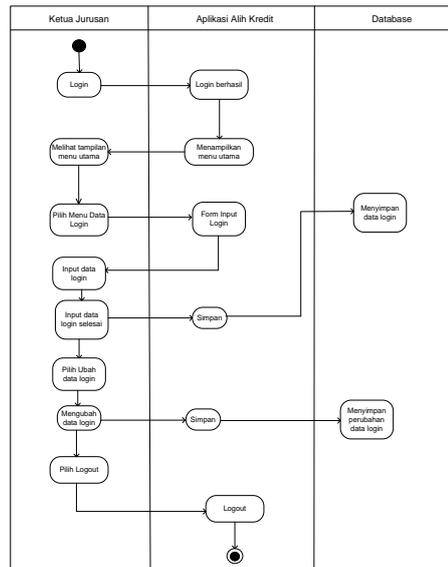 Ketua Jurusan
Aplikasi Alih Kredit
Database
Login
Login berhasil
Melihat tampilan
menu utama
Menampilkan
menu utama
Pilih Menu Data
Login
Form Input
Login
Menyimpan
data login
Input data
login
Input data
login selesai
Simpan
Pilih Ubah
data login
Mengubah
data login
Simpan
Menyimpan
perubahan
data login
Pilih Logout
Logout